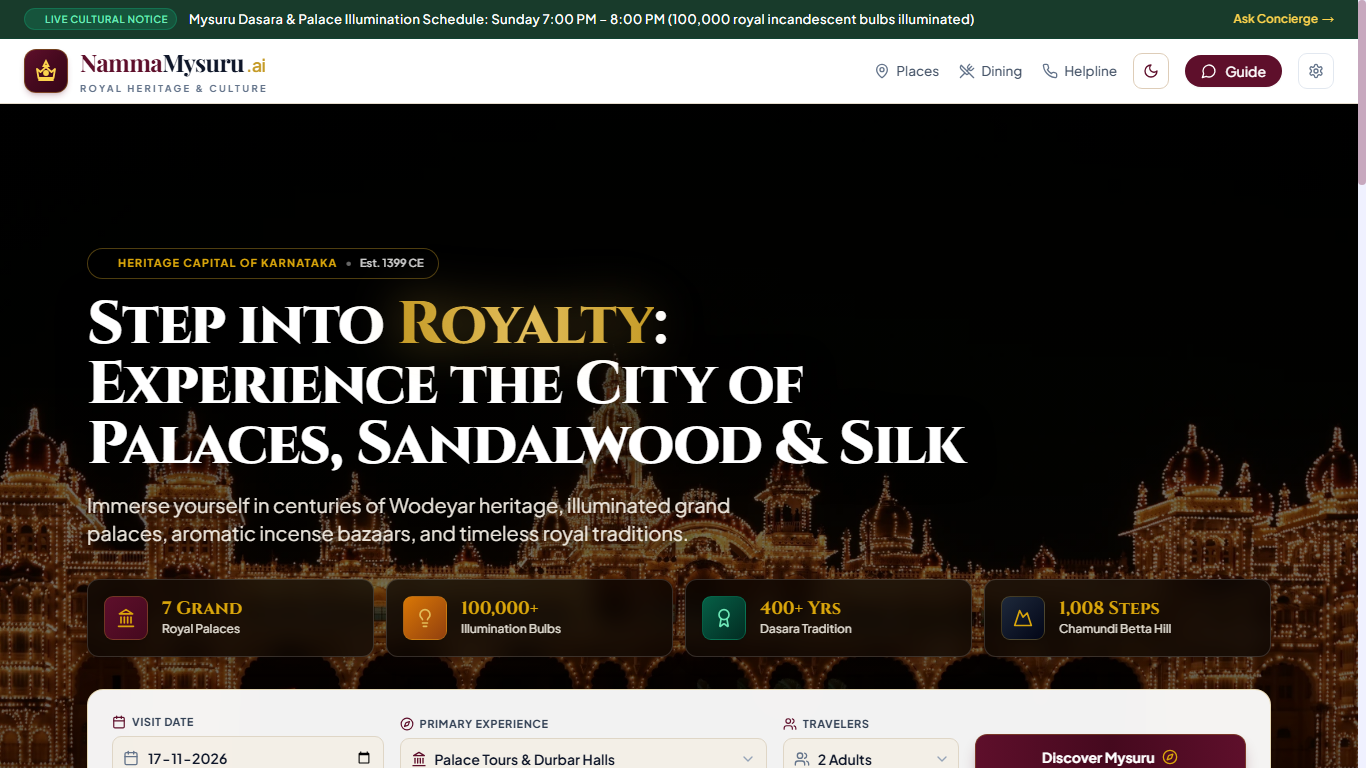 LIVE CULTURAL NOTICE Mysuru Dasara & Palace Illumination Schedule: Sunday 7:00 PM – 8:00 PM (100,000 royal incandescent bulbs illuminated) Ask Concierge →
NammaMysuru.ai
ROYAL HERITAGE & CULTURE
Places Dining Helpline Guide
HERITAGE CAPITAL OF KARNATAKA • Est. 1399 CE
Step into Royalty:
Experience the City of
Palaces, Sandalwood & Silk
Immerse yourself in centuries of Wodeyar heritage, illuminated grand
palaces, aromatic incense bazaars, and timeless royal traditions.
7 Grand
Royal Palaces
100,000+
Illumination Bulbs
400+ Yrs
Dasara Tradition
1,008 Steps
Chamundi Betta Hill
VISIT DATE
17-11-2026
PRIMARY EXPERIENCE
Palace Tours & Durbar Halls
TRAVELERS
2 Adults
Discover Mysuru